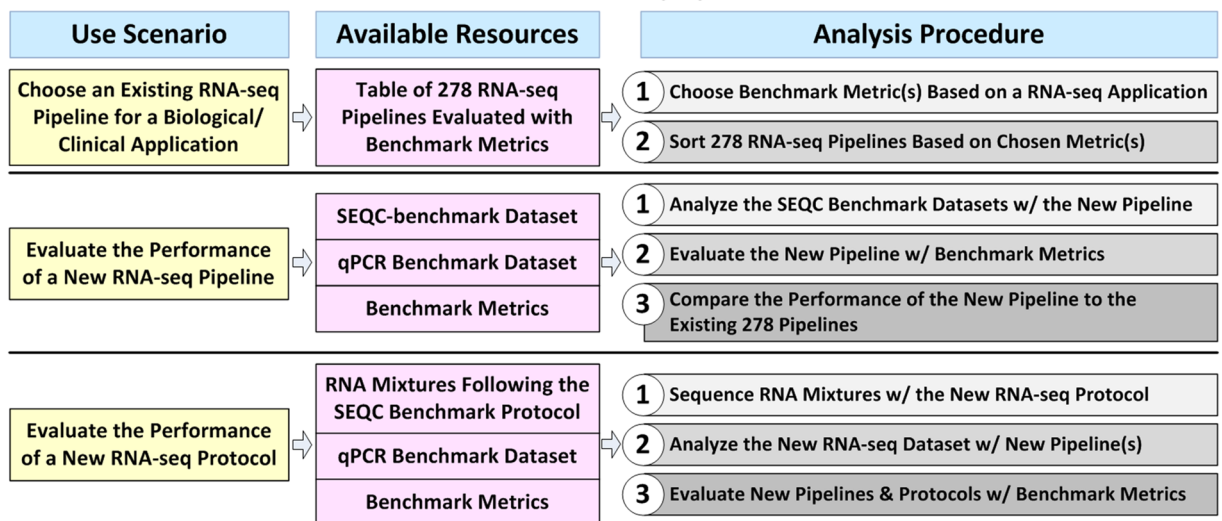 Use Scenario
Available Resources
Analysis Procedure
Choose an Existing RNA-seq
Pipeline for a Biological/
Clinical Application
Table of 278 RNA-seq
Pipelines Evaluated with
Benchmark Metrics
1 Choose Benchmark Metric(s) Based on a RNA-seq Application
2 Sort 278 RNA-seq Pipelines Based on Chosen Metric(s)
Evaluate the Performance
of a New RNA-seq Pipeline
SEQC-benchmark Dataset
qPCR Benchmark Dataset
Benchmark Metrics
1 Analyze the SEQC Benchmark Datasets w/ the New Pipeline
2 Evaluate the New Pipeline w/ Benchmark Metrics
3 Compare the Performance of the New Pipeline to the
Existing 278 Pipelines
Evaluate the Performance
of a New RNA-seq Protocol
RNA Mixtures Following the
SEQC Benchmark Protocol
qPCR Benchmark Dataset
Benchmark Metrics
1 Sequence RNA Mixtures w/ the New RNA-seq Protocol
2 Analyze the New RNA-seq Dataset w/ New Pipeline(s)
3 Evaluate New Pipelines & Protocols w/ Benchmark Metrics